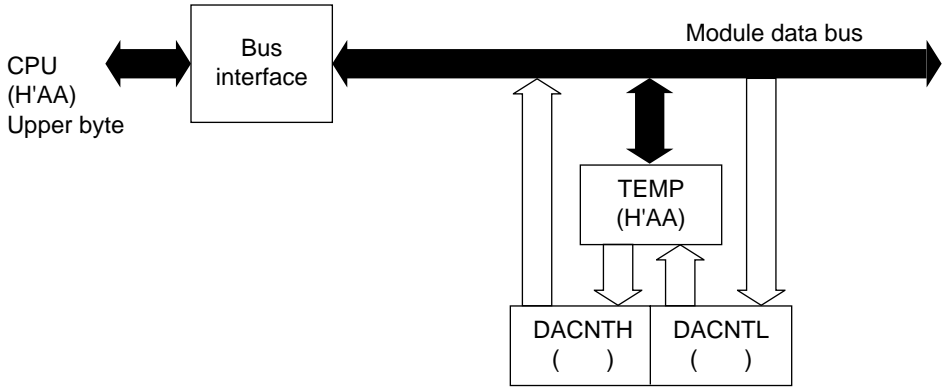 CPU
(H'AA)
Upper byte
Bus
interface
Module data bus
TEMP
(H'AA)
DACNTH
( )
DACNTL
( )